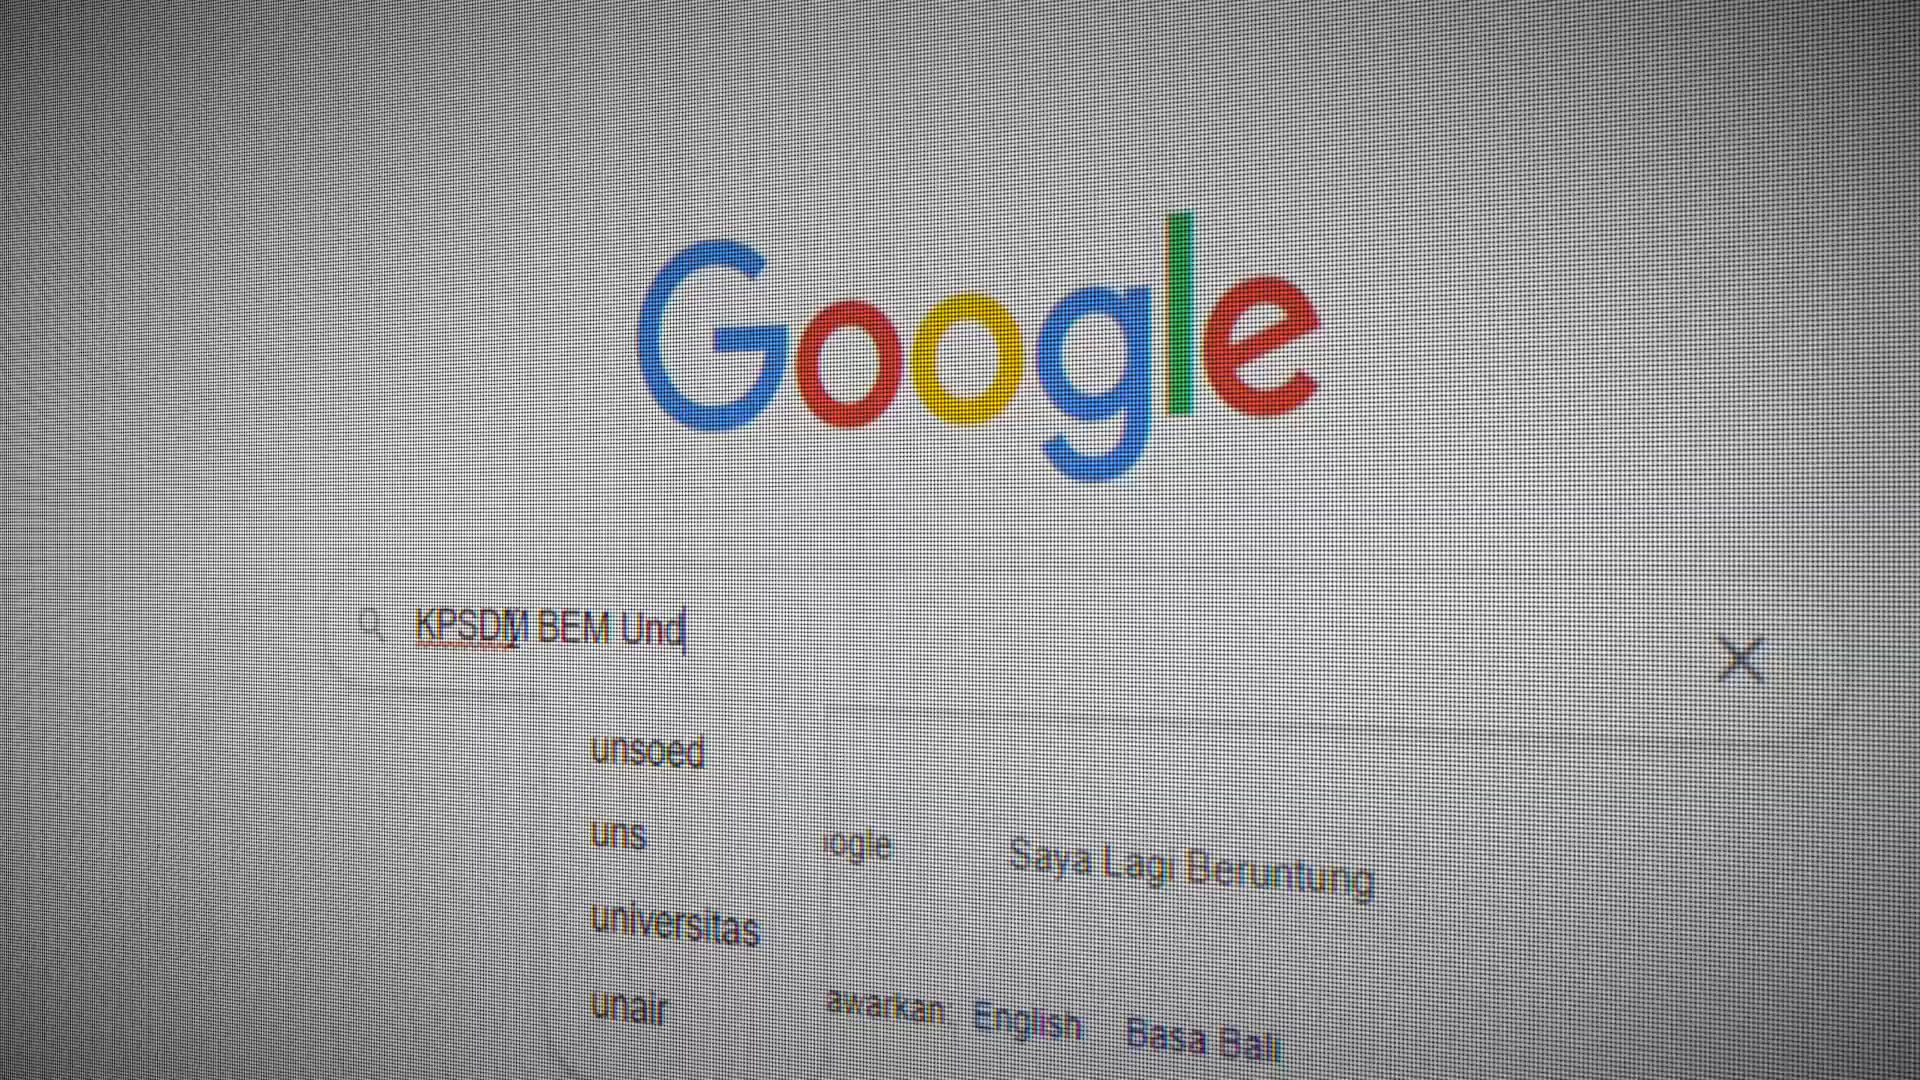 Google
KPSDM BEM Und
unsoed
uns
ogle Saya Lagi Beruntung
universitas
unair
awarkan English Basa Bali